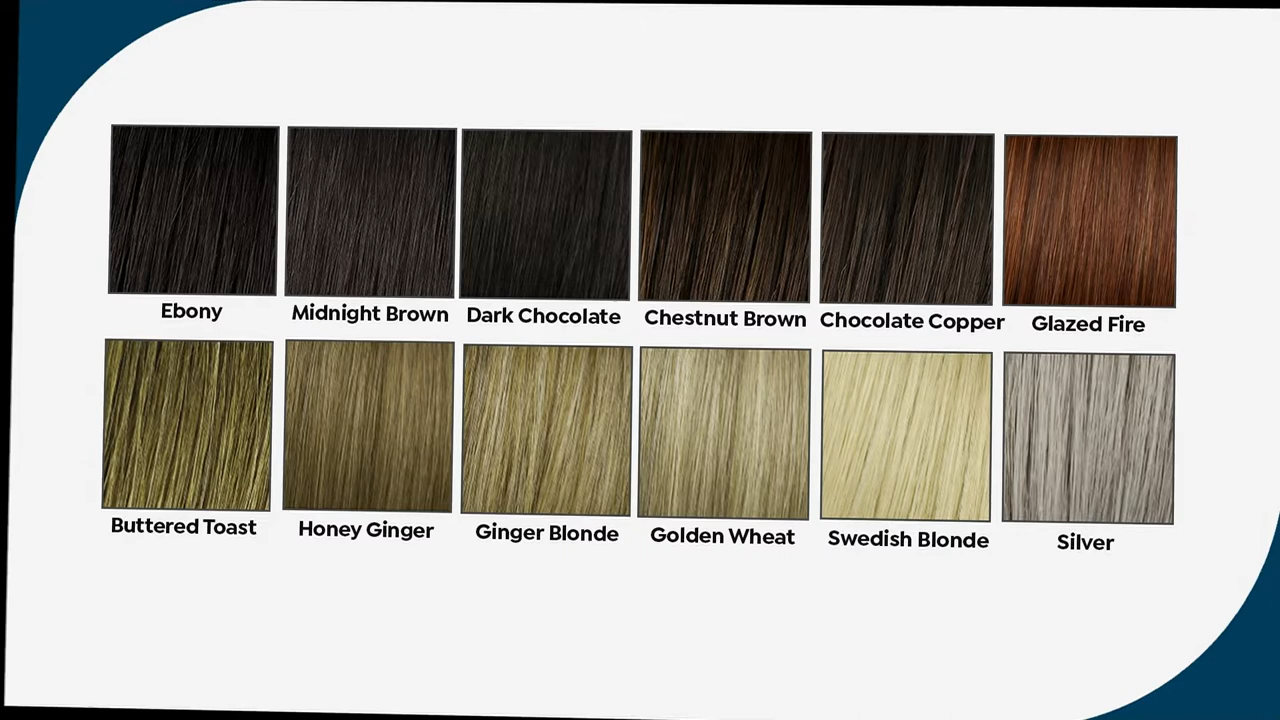 Ebony
Midnight Brown
Dark Chocolate
Chestnut Brown
Chocolate Copper
Glazed Fire
Buttered Toast
Honey Ginger
Ginger Blonde
Golden Wheat
Swedish Blonde
Silver